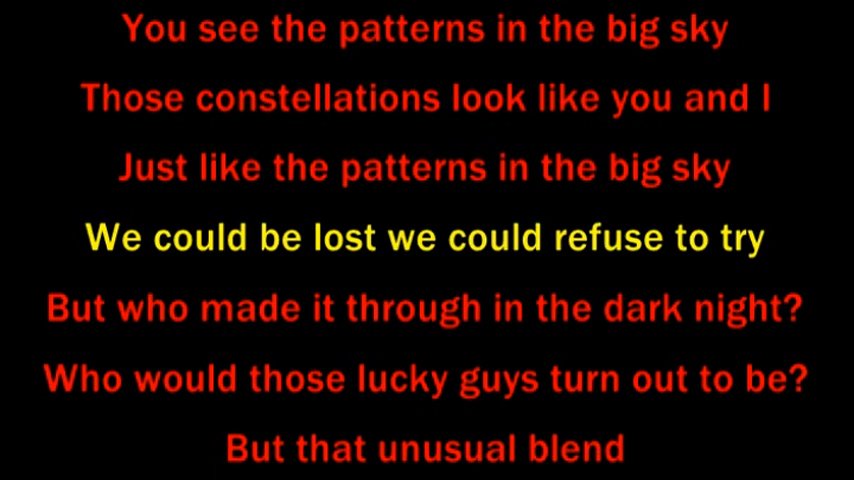 You see the patterns in the big sky
Those constellations look like you and I
Just like the patterns in the big sky
We could be lost we could refuse to try
But who made it through in the dark night?
Who would those lucky guys turn out to be?
But that unusual blend